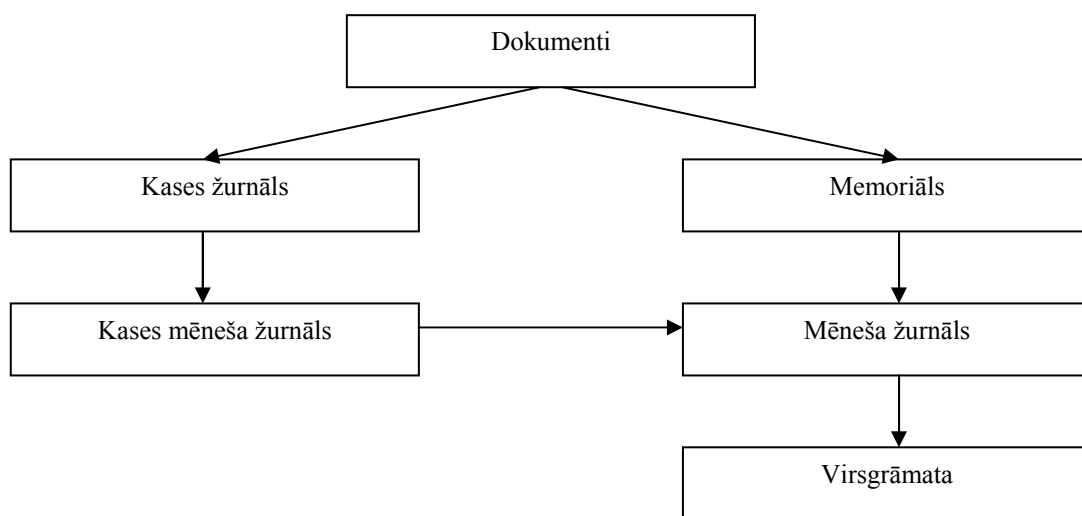 Dokumenti
Kases žurnāls
Memoriāls
Kases mēneša žurnāls
Mēneša žurnāls
Virsgrāmata